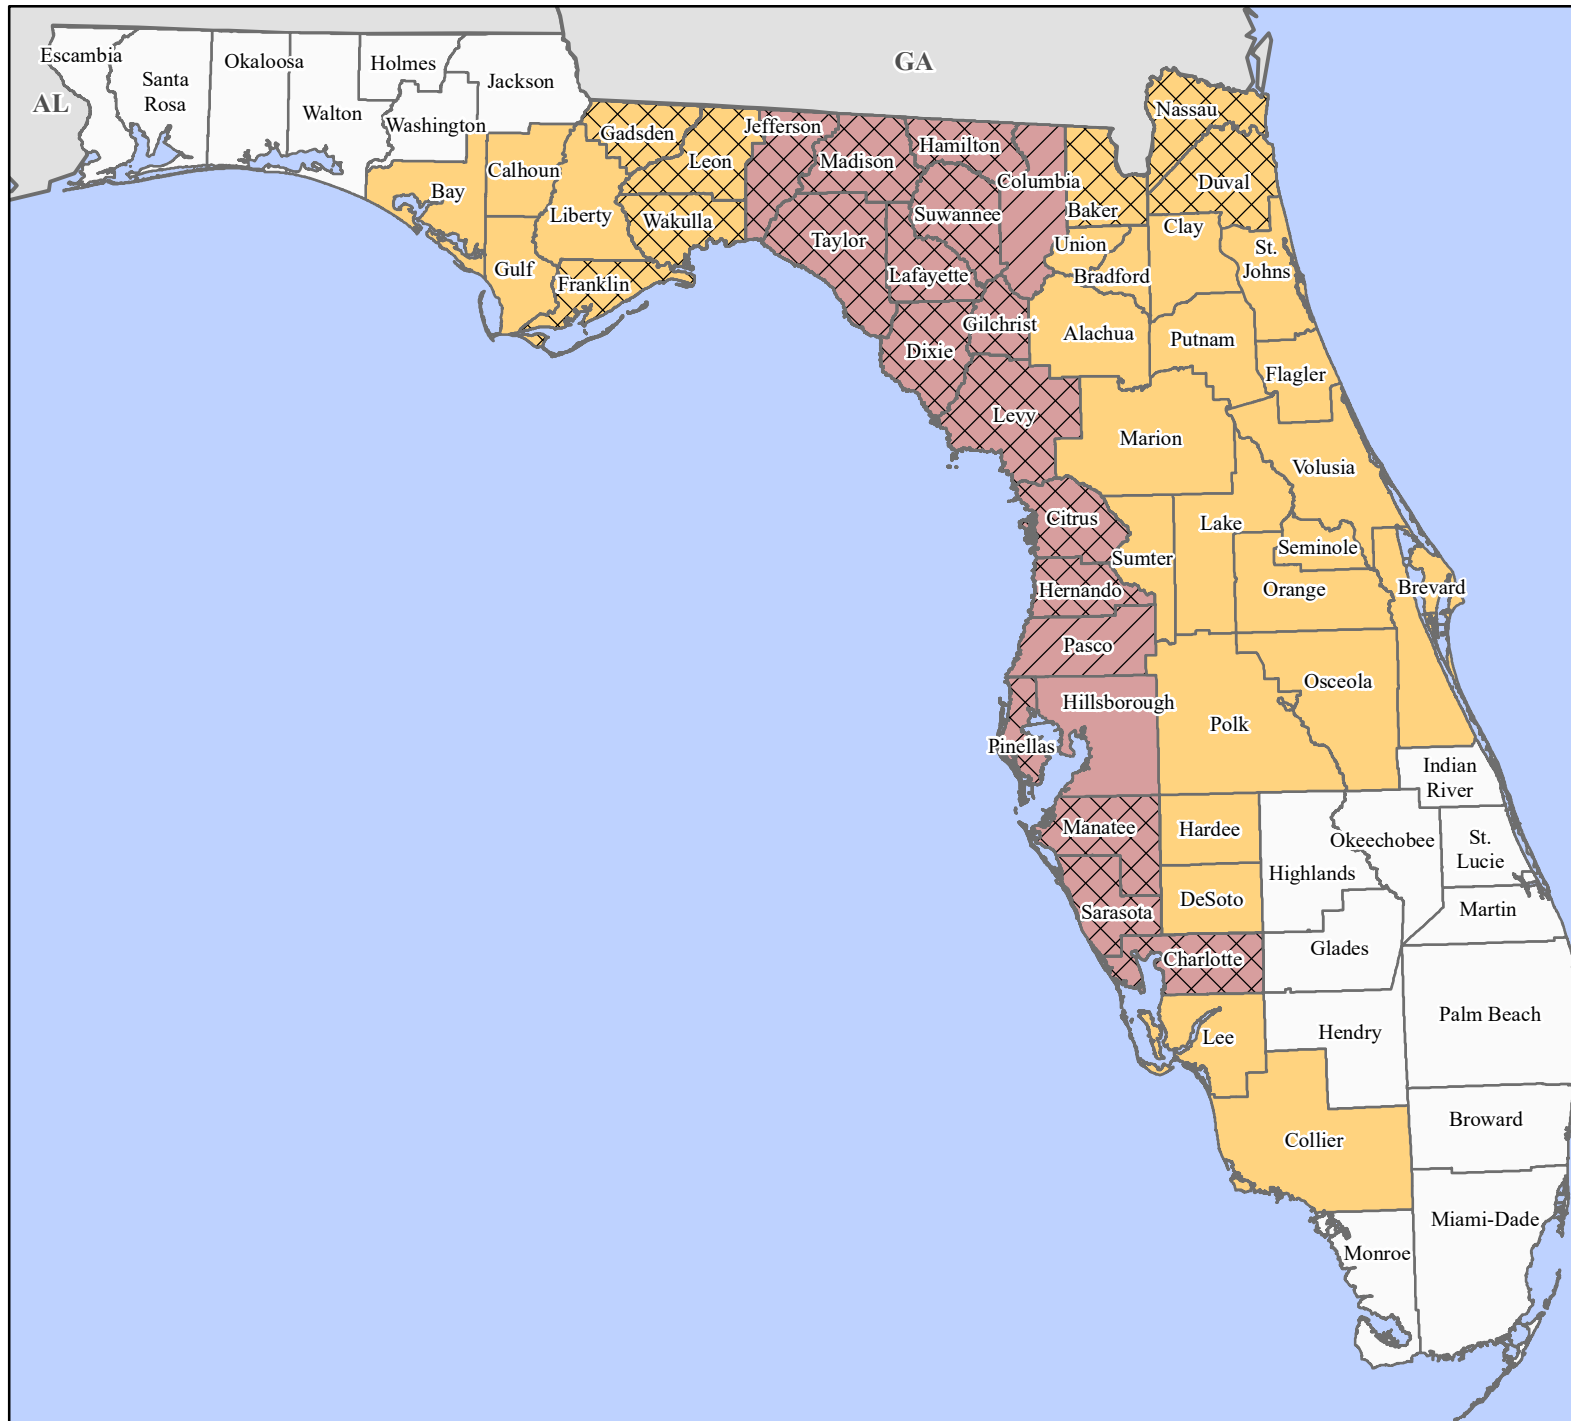 Escambia
Santa
Rosa
Okaloosa
Holmes
Jackson
Walton
Washington
AL
GA
Gadsden
Leon
Jefferson
Madison
Hamilton
Columbia
Nassau
Duval
Baker
Calhoun
Bay
Liberty
Wakulla
Taylor
Suwannee
Lafayette
Union
Bradford
Clay
St.
Johns
Gulf
Franklin
Gilchrist
Dixie
Alachua
Putnam
Flagler
Levy
Marion
Volusia
Citrus
Sumter
Lake
Seminole
Hernando
Orange
Brevard
Pasco
Osceola
Hillsborough
Polk
Pinellas
Indian
River
Manatee
Hardee
Okeechobee
St.
Lucie
Highlands
DeSoto
Sarasota
Martin
Charlotte
Glades
Palm Beach
Lee
Hendry
Broward
Collier
Miami-Dade
Monroe